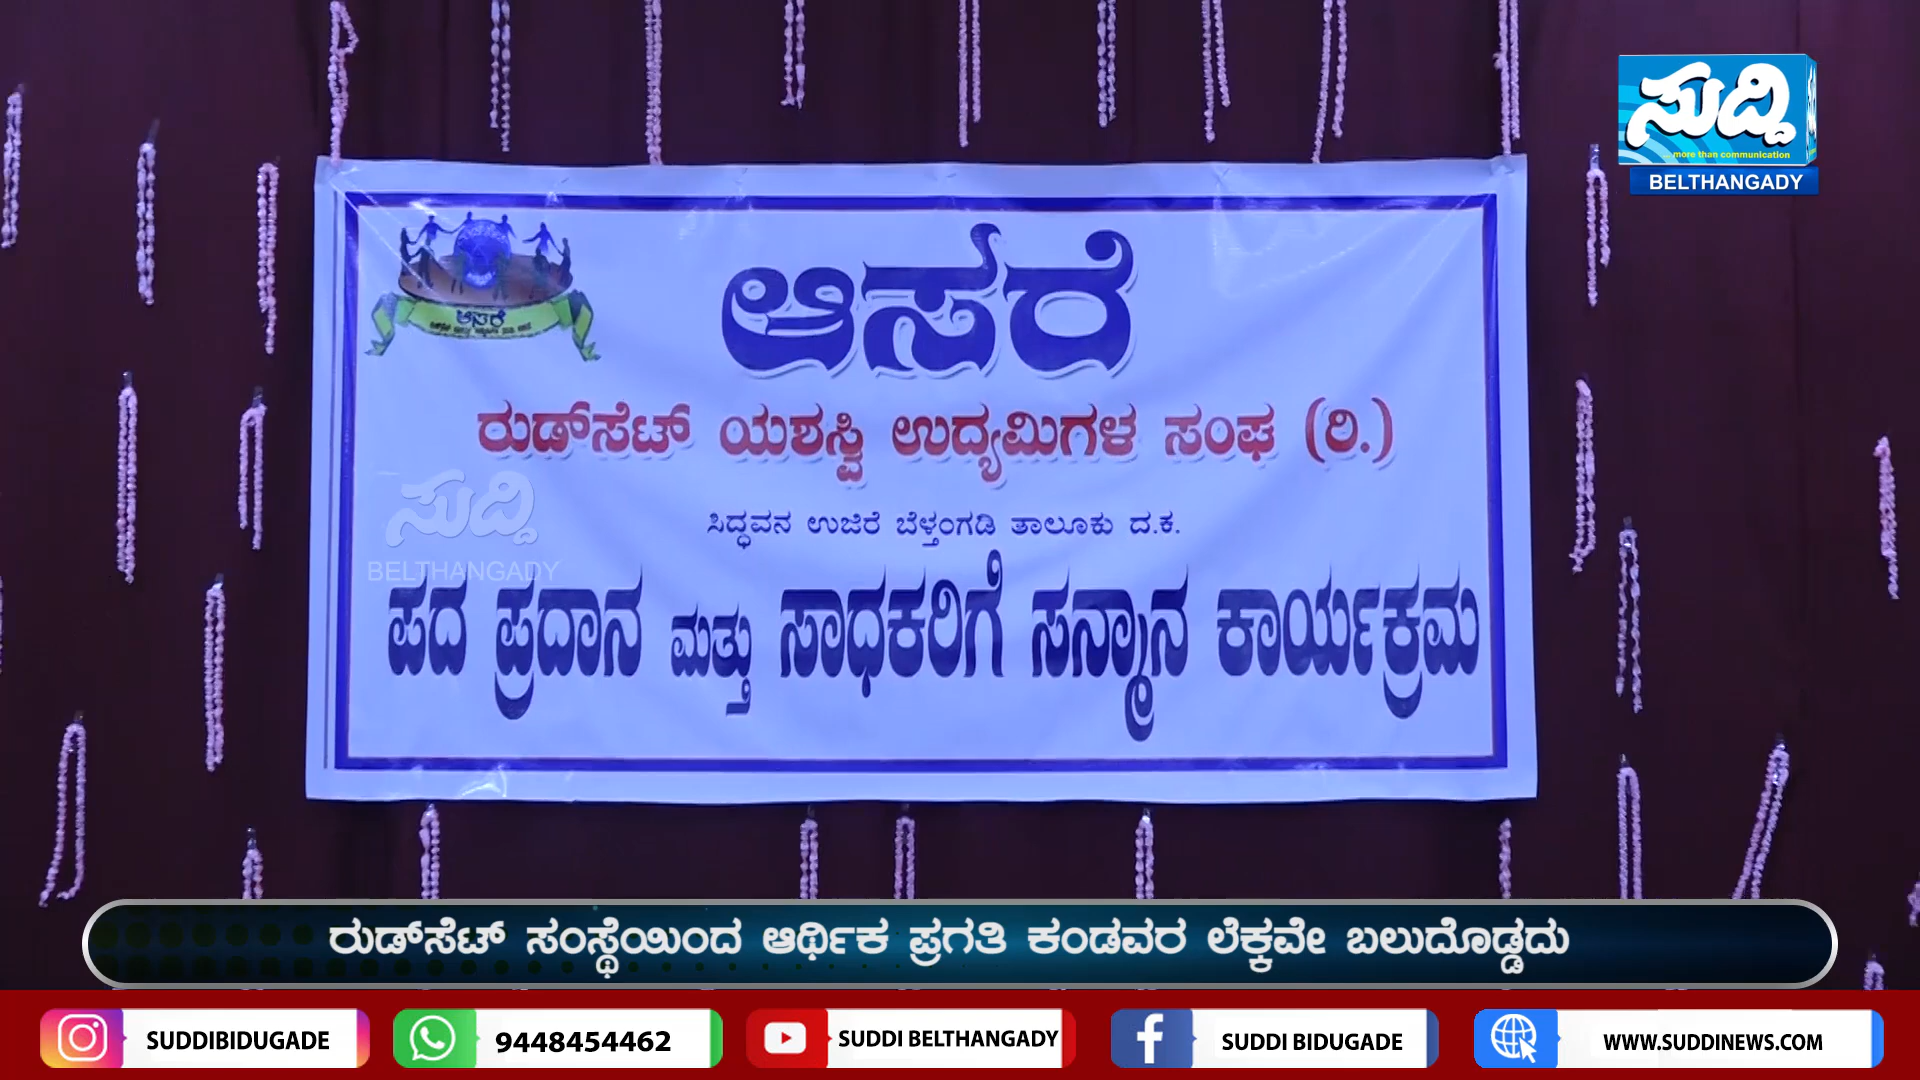 ಸುದ್ದಿ
more than communication
BELTHANGADY
ಆಸರೆ
ಆಸರೆ
ರುಡ್‌ಸೆಟ್ ಯಶಸ್ವಿ ಉದ್ಯಮಿಗಳ ಸಂಘ (ರಿ.)
ಸುದ್ದಿ
BELTHANGADY
ಸಿದ್ಧವನ ಉಜಿರೆ ಬೆಳ್ತಂಗಡಿ ತಾಲೂಕು ದ.ಕ.
ಪದ ಪ್ರದಾನ ಮತ್ತು ಸಾಧಕರಿಗೆ ಸನ್ಮಾನ ಕಾರ್ಯಕ್ರಮ
ರುಡ್‌ಸೆಟ್ ಸಂಸ್ಥೆಯಿಂದ ಆರ್ಥಿಕ ಪ್ರಗತಿ ಕಂಡವರ ಲೆಕ್ಕವೇ ಬಲುದೊಡ್ಡದು
SUDDIBIDUGADE
9448454462
SUDDI BELTHANGADY
SUDDI BIDUGADE
WWW.SUDDINEWS.COM